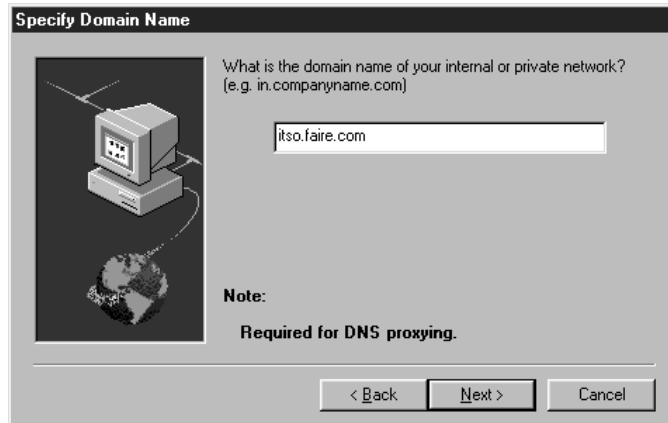 Specify Domain Name
What is the domain name of your internal or private network?
(e.g. in.companyname.com)
itso.faire.com
Note:
Required for DNS proxying.
< Back
Next >
Cancel